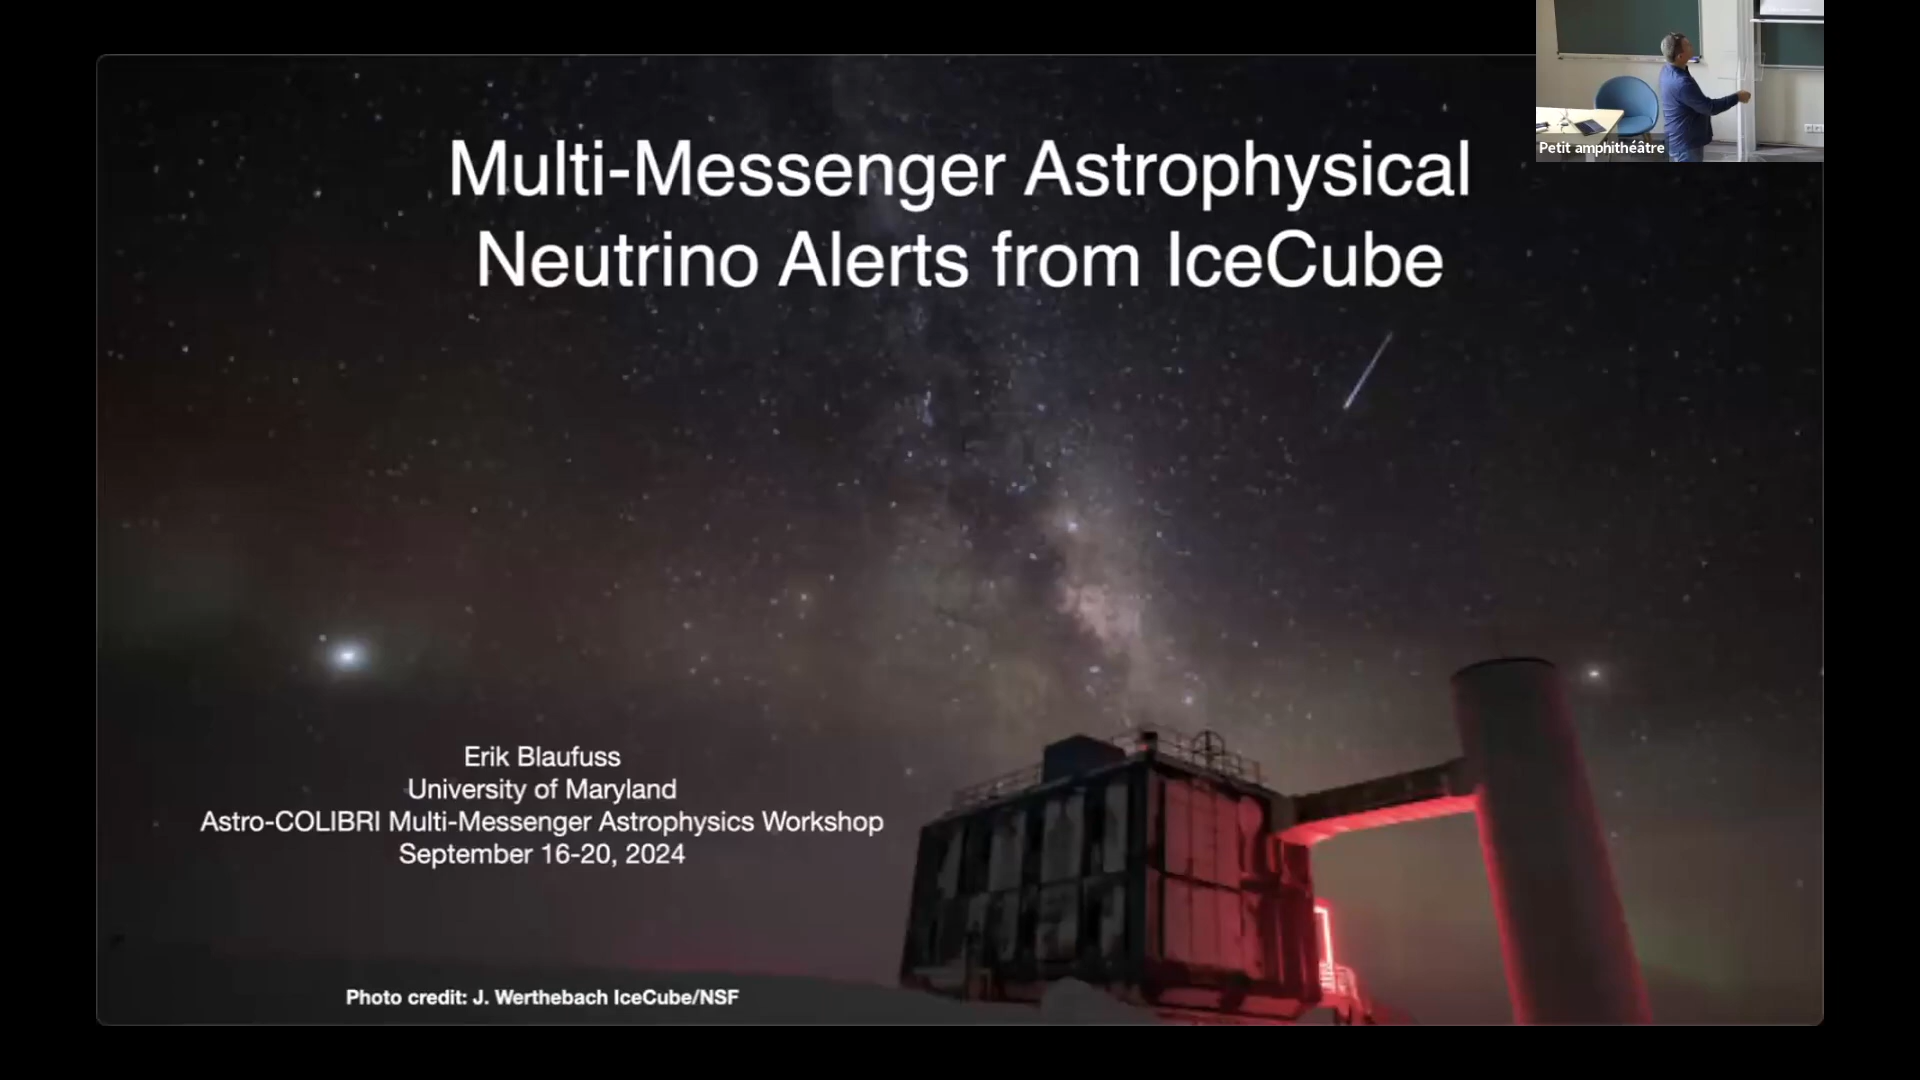 Multi-Messenger Astrophysical
Neutrino Alerts from IceCube
Petit amphithéâtre
Erik Blaufuss
University of Maryland
Astro-COLIBRI Multi-Messenger Astrophysics Workshop
September 16-20, 2024
Photo credit: J. Werthebach IceCube/NSF